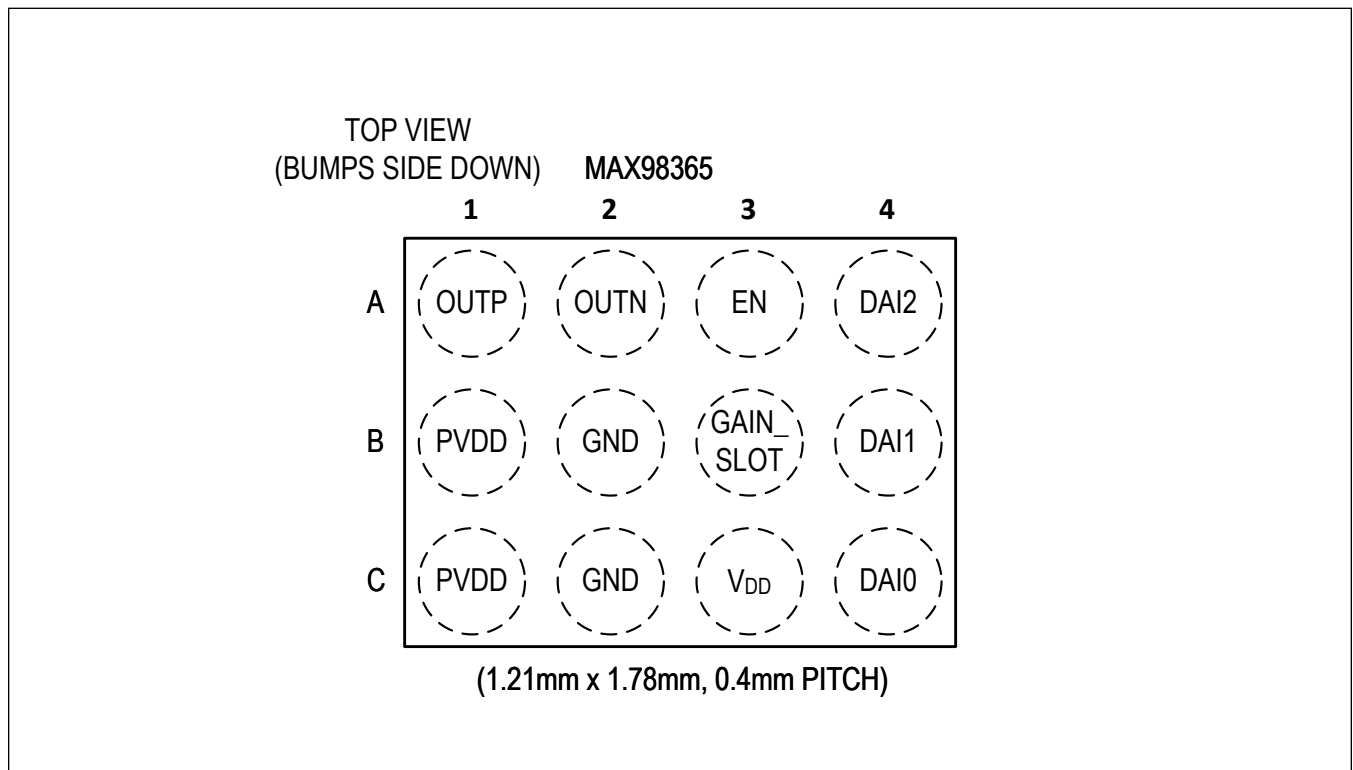 TOP VIEW
(BUMPS SIDE DOWN) MAX98365
1 2 3 4
A OUTP OUTN EN DAI2
B PVDD GND GAIN_
SLOT DAI1
C PVDD GND VDD DAI0
(1.21mm x 1.78mm, 0.4mm PITCH)